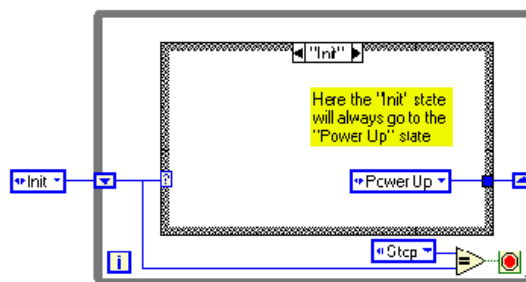 "Init"
Here the "Init" state
will always go to the
"Power Up" state
Init
?
Power Up
Stop
i
=